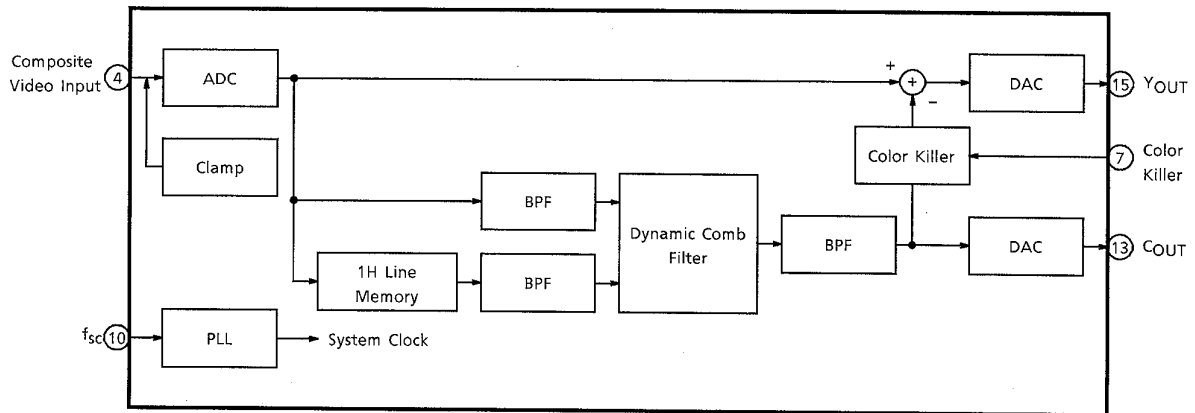 Composite
Video Input
4
ADC
Clamp
+
+
−
DAC
15
YOUT
Color Killer
7
Color
Killer
BPF
1H Line
Memory
BPF
Dynamic Comb
Filter
BPF
DAC
13
COUT
fsc
10
PLL
System Clock